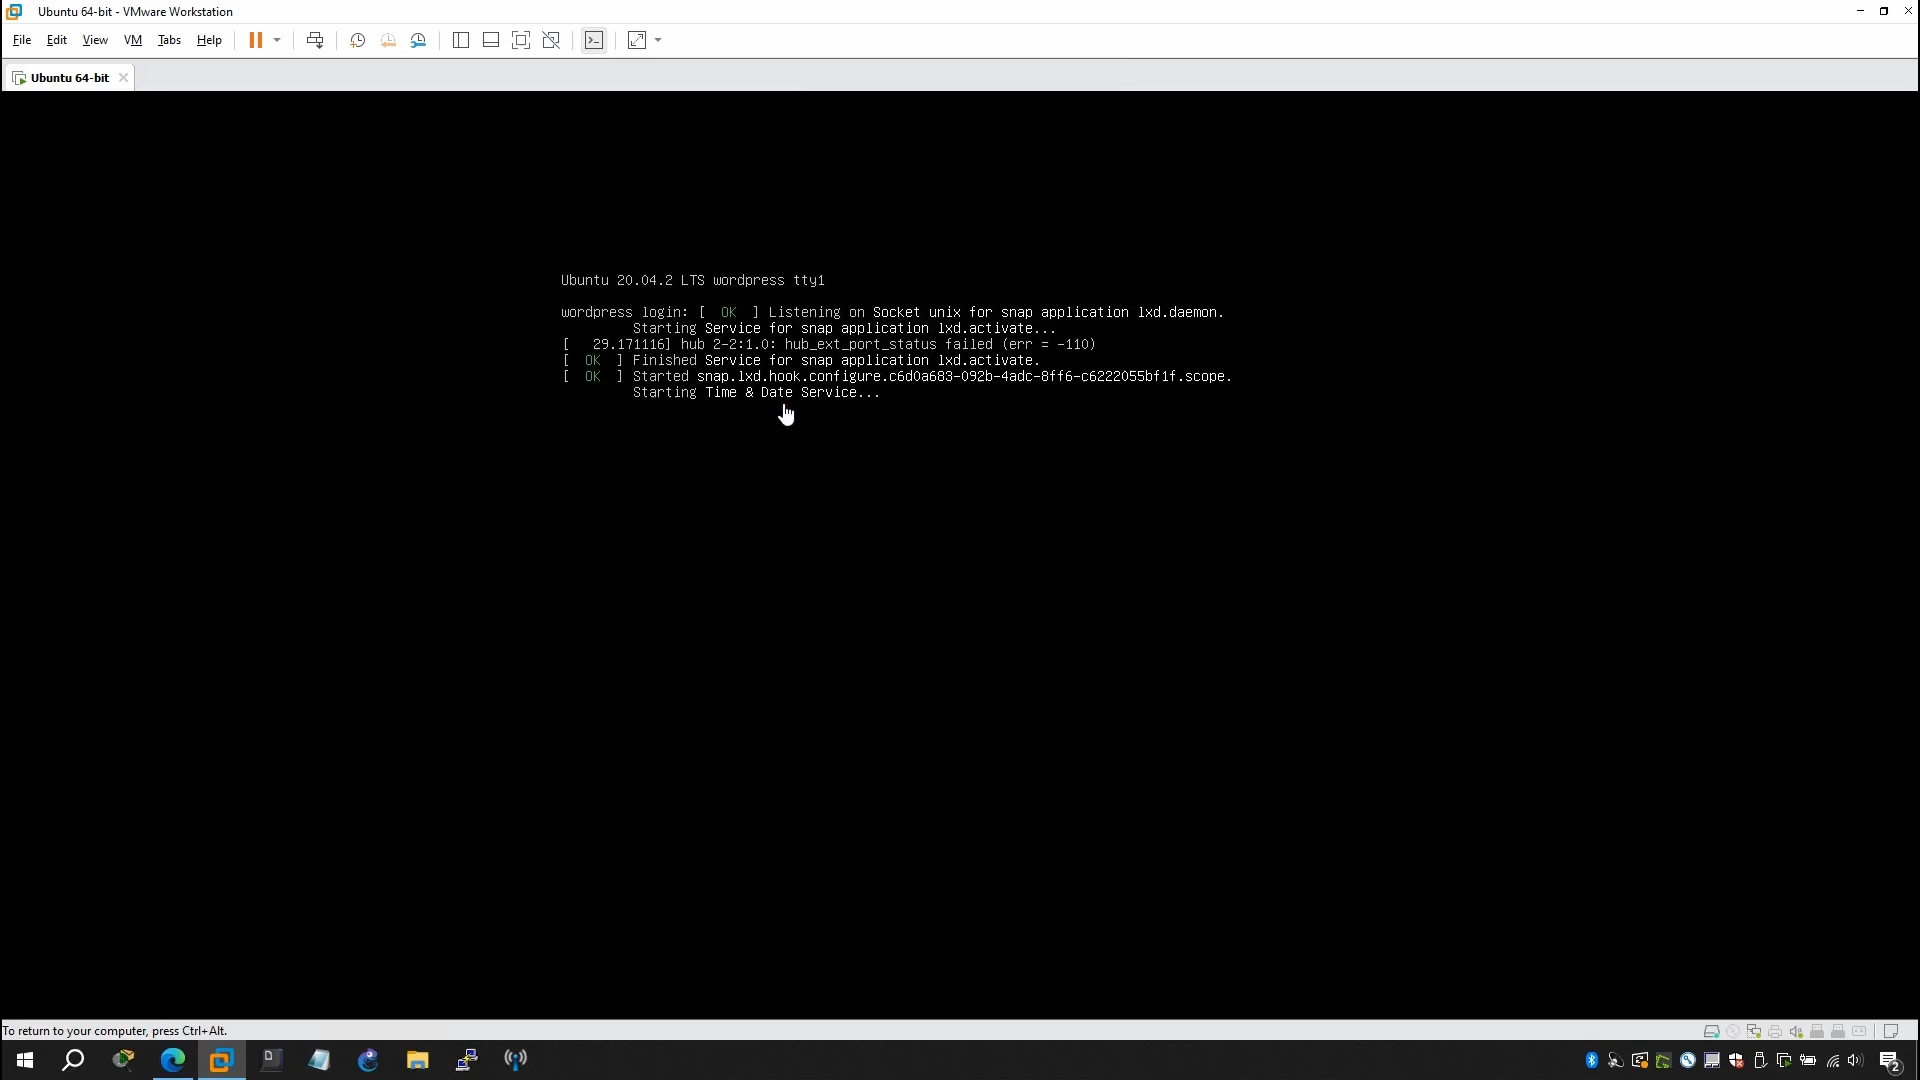 Ubuntu 64-bit - VMware Workstation
File Edit View VM Tabs Help
Ubuntu 64-bit
Ubuntu 20.04.2 LTS wordpress tty1
wordpress login: [  OK  ] Listening on Socket unix for snap application lxd.daemon.
Starting Service for snap application lxd.activate...
[   29.171116] hub 2-2:1.0: hub_ext_port_status failed (err = -110)
[  OK  ] Finished Service for snap application lxd.activate.
[  OK  ] Started snap.lxd.hook.configure.c6d0a683-092b-4adc-8ff6-c6222055bf1f.scope.
Starting Time & Date Service...
To return to your computer, press Ctrl+Alt.
2